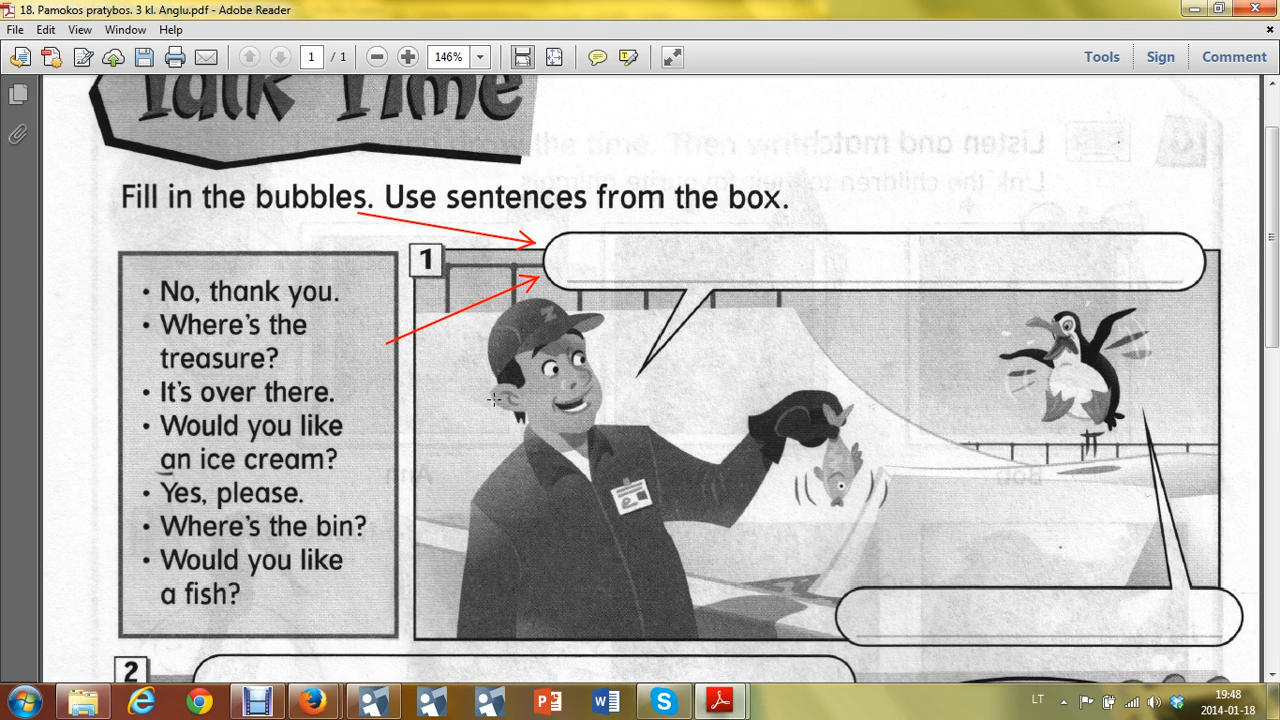 18. Pamokos pratybos. 3 kl. Anglu.pdf - Adobe Reader
File Edit View Window Help
1 / 1 146% Tools Sign Comment
Talk Time
Fill in the bubbles. Use sentences from the box.
1
• No, thank you.
• Where's the
treasure?
• It's over there.
• Would you like
an ice cream?
• Yes, please.
• Where's the bin?
• Would you like
a fish?
Z
2
LT
19:48
2014-01-18